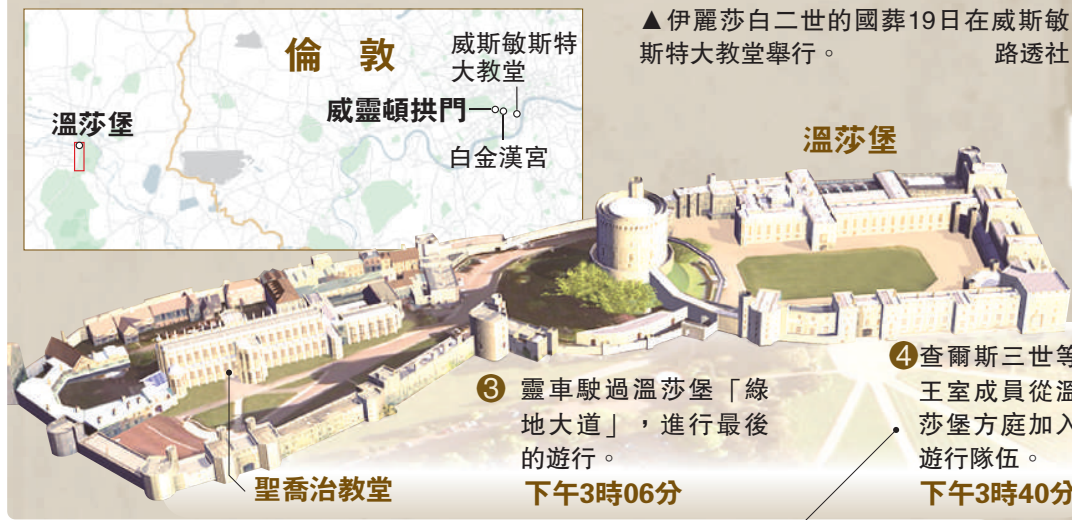 ▲伊麗莎白二世的國葬19日在威斯敏
斯特大教堂舉行。 路透社
倫 敦
威斯敏斯特
大教堂
威靈頓拱門
白金漢宮
溫莎堡
溫莎堡
❸ 靈車駛過溫莎堡「綠
地大道」，進行最後
的遊行。
下午3時06分
❹查爾斯三世等
王室成員從溫
莎堡方庭加入
遊行隊伍。
下午3時40分
聖喬治教堂